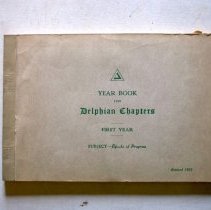 YEAR BOOK
FOR
Delphian Chapters
FIRST YEAR
SUBJECT—Epochs of Progress